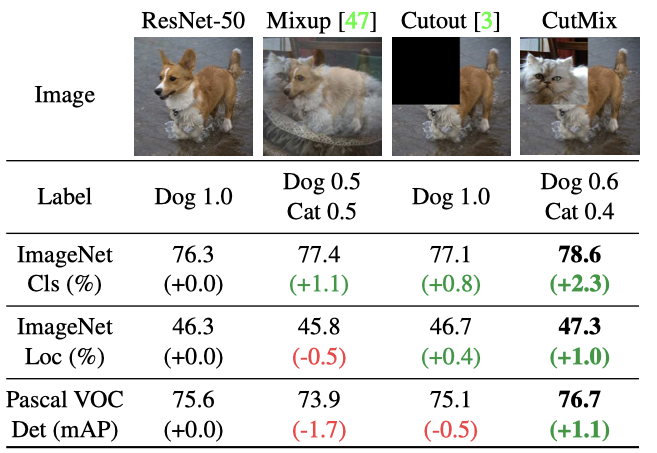 ResNet-50 Mixup [47] Cutout [3] CutMix
Image
Label Dog 1.0 Dog 0.5 Cat 0.5 Dog 1.0 Dog 0.6 Cat 0.4
ImageNet Cls (%) 76.3 (+0.0) 77.4 (+1.1) 77.1 (+0.8) 78.6 (+2.3)
ImageNet Loc (%) 46.3 (+0.0) 45.8 (-0.5) 46.7 (+0.4) 47.3 (+1.0)
Pascal VOC Det (mAP) 75.6 (+0.0) 73.9 (-1.7) 75.1 (-0.5) 76.7 (+1.1)